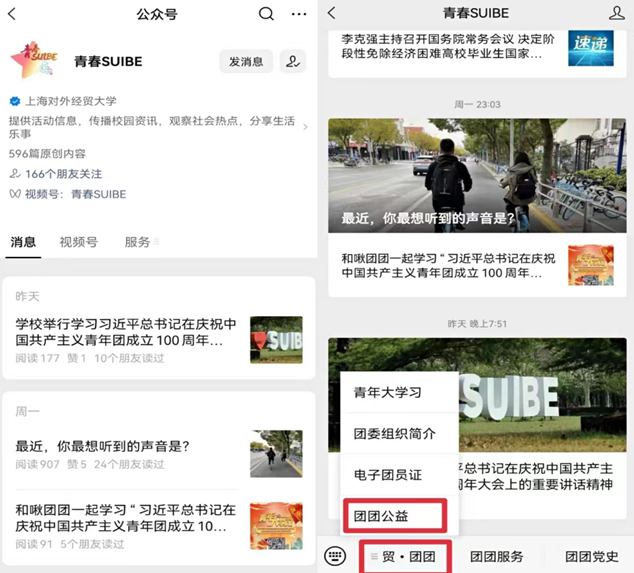 公众号
青春SUIBE
发消息
上海对外经贸大学
提供活动信息，传播校园资讯，观察社会热点，分享生活
乐事
596篇原创内容
166个朋友关注
视频号：青春SUIBE
消息
视频号
服务
昨天
学校举行学习习近平总书记在庆祝中
国共产主义青年团成立 100 周年...
阅读 177 赞 1 10个朋友读过
SUIB
周一
最近，你最想听到的声音是？
阅读 907 赞 5 24个朋友读过
和啾团团一起学习“习近平总书记在
庆祝中国共产主义青年团成立10...
阅读 91 5个朋友读过
青春SUIBE
李克强主持召开国务院常务会议 决定阶
段性免除经济困难高校毕业生国家...
速递
周一 23:03
最近，你最想听到的声音是？
和啾团团一起学习“习近平总书记在庆祝
中国共产主义青年团成立 100 周年...
昨天 晚上7:51
SUIBE
青年大学习
团委组织简介
电子团员证
团团公益
总书记在庆祝中国共产主
周年大会上的重要讲话精神
贸·团团
团团服务
团团党史